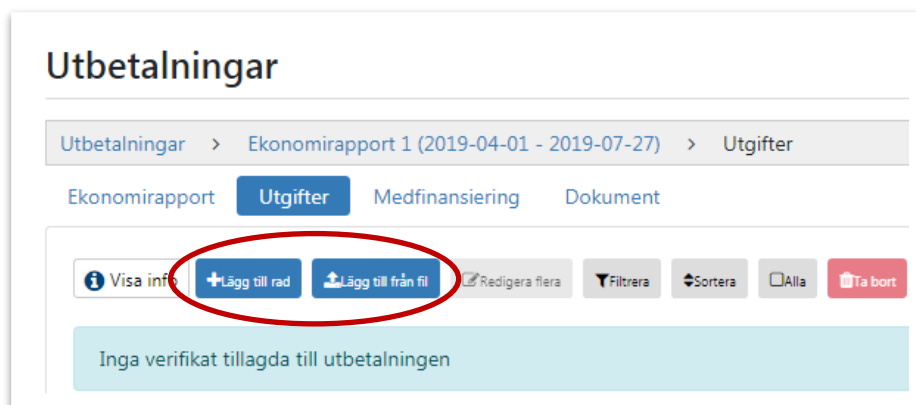 Utbetalningar
Utbetalningar > Ekonomirapport 1 (2019-04-01 - 2019-07-27) > Utgifter
Ekonomirapport Utgifter Medfinansiering Dokument
Visa info Lägg till rad Lägg till från fil Redigera flera Filtrera Sortera Alla Ta bort
Inga verifikat tillagda till utbetalningen